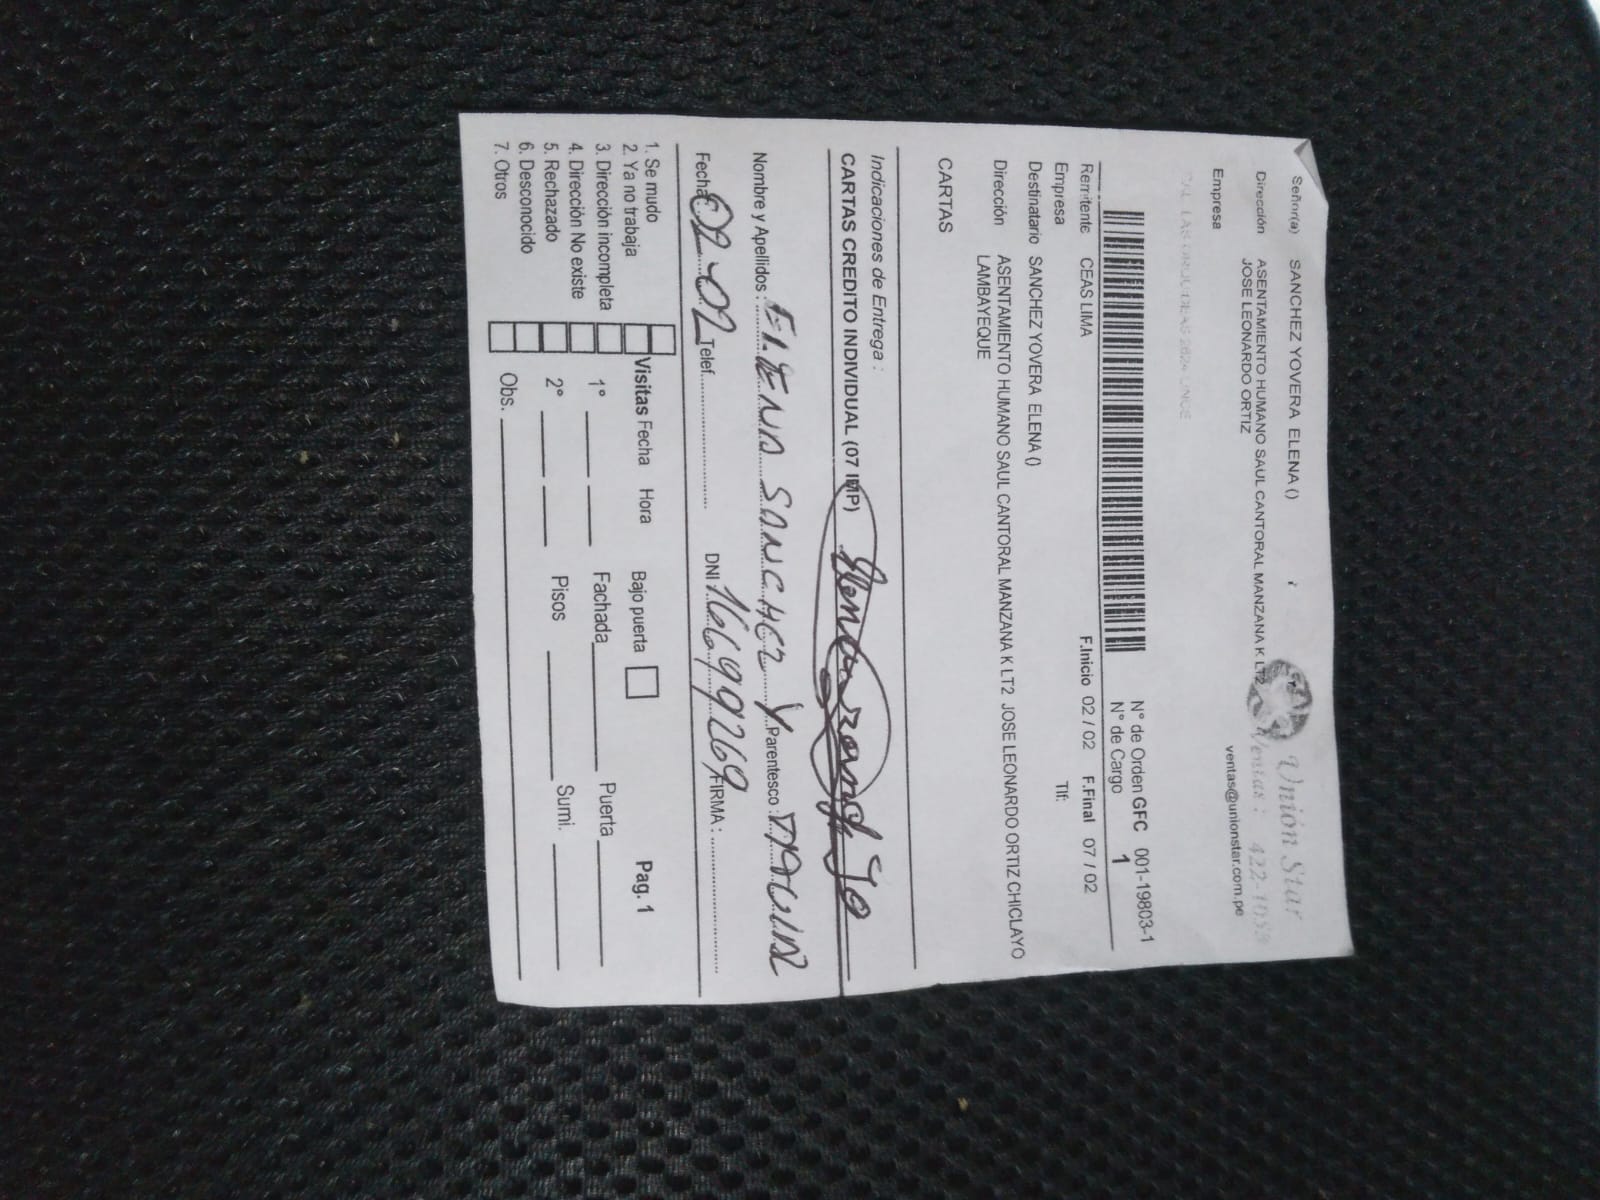 Señor(a) SANCHEZ YOVERA ELENA ()
Unión Star
Dirección ASENTAMIENTO HUMANO SAUL CANTORAL MANZANA K LT2
JOSE LEONARDO ORTIZ
Ventas : 422-1039
ventas@unionstar.com.pe
Empresa
N° de Orden GFC 001-19803-1
N° de Cargo 1
Remitente CEAS LIMA F.Inicio 02 / 02 F.Final 07 / 02
Empresa Tlf:
Destinatario SANCHEZ YOVERA ELENA ()
Dirección ASENTAMIENTO HUMANO SAUL CANTORAL MANZANA K LT2 JOSE LEONARDO ORTIZ CHICLAYO
LAMBAYEQUE
CARTAS
Indicaciones de Entrega :
CARTAS CREDITO INDIVIDUAL (07 IMP)
Nombre y Apellidos : ELENA SANCHEZ Y Parentesco : TITULAR
Fecha : 02-02 Telef. DNI 16699269 FIRMA :
1. Se mudo
2. Ya no trabaja
3. Dirección incompleta
4. Dirección No existe
5. Rechazado
6. Desconocido
7. Otros
Visitas Fecha Hora Bajo puerta Pag. 1
1° Fachada Puerta
2° Pisos Sumi.
Obs.